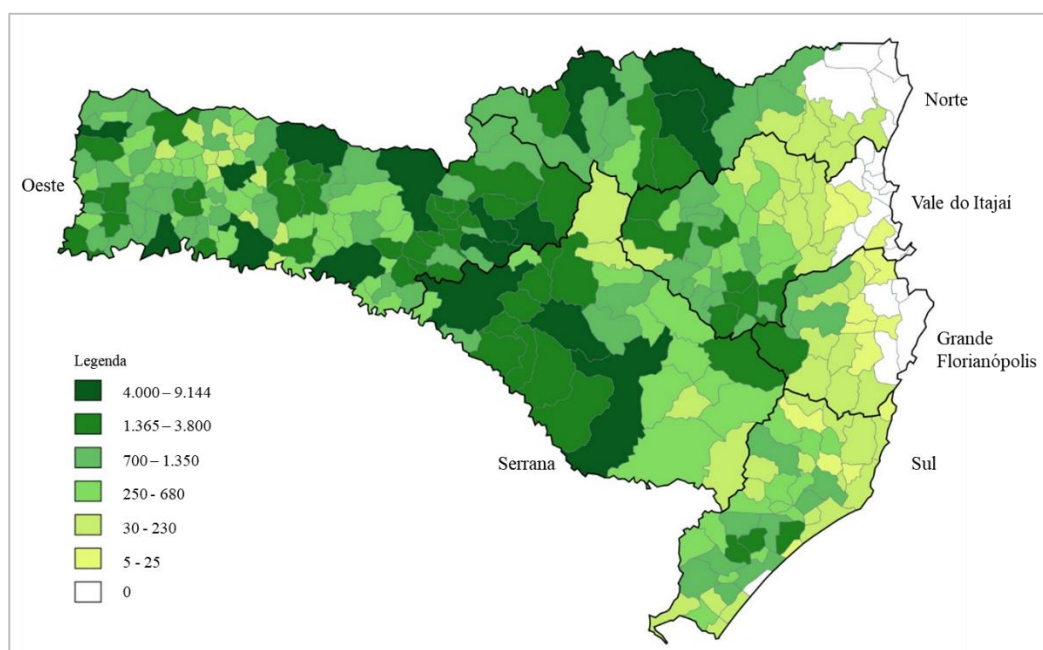 Norte
Vale do Itajaí
Oeste
Grande
Florianópolis
Legenda
4.000 – 9.144
1.365 – 3.800
700 – 1.350
250 - 680
30 - 230
5 - 25
0
Serrana
Sul